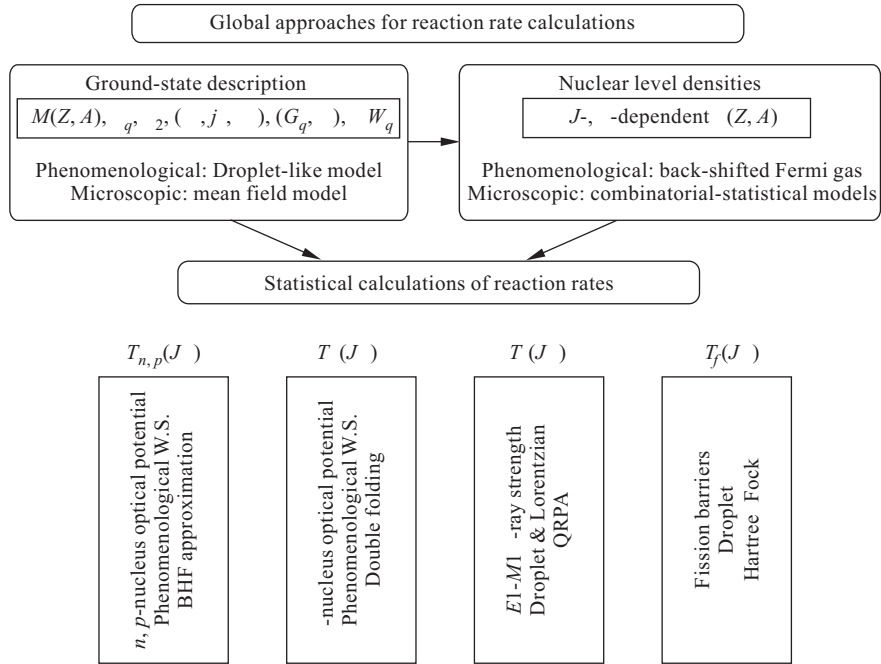 Global approaches for reaction rate calculations
Ground-state description
M(Z, A), q, 2, ( , j , ), (Gq, ), Wq
Phenomenological: Droplet-like model
Microscopic: mean field model
Nuclear level densities
J-, -dependent (Z, A)
Phenomenological: back-shifted Fermi gas
Microscopic: combinatorial-statistical models
Statistical calculations of reaction rates
Tn, p(J )
n, p-nucleus optical potential
Phenomenological W.S.
BHF approximation
T (J )
-nucleus optical potential
Phenomenological W.S.
Double folding
T (J )
E1-M1 -ray strength
Droplet & Lorentzian
QRPA
Tf(J )
Fission barriers
Droplet
Hartree Fock